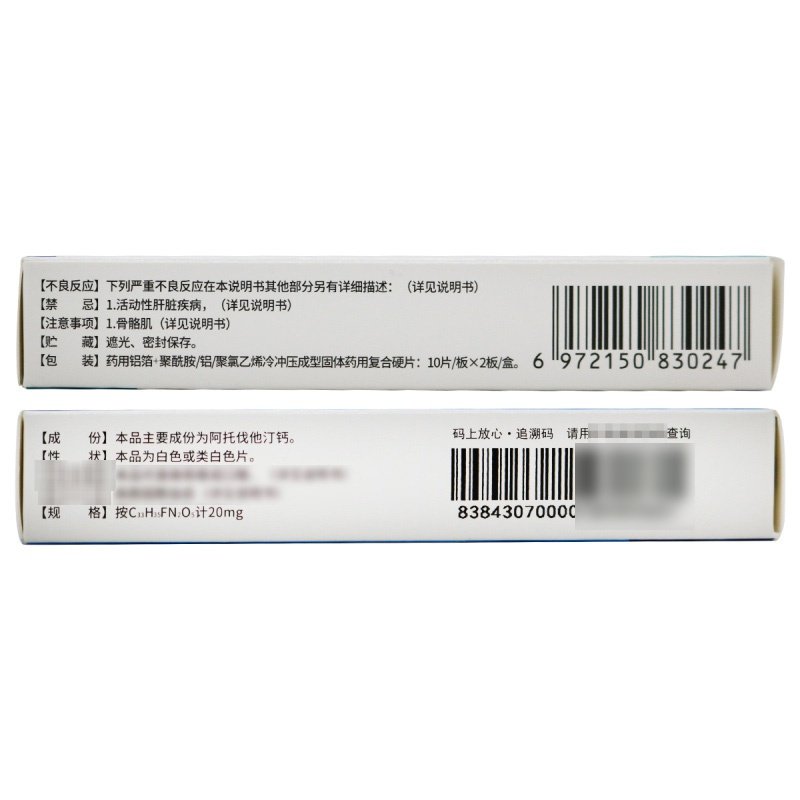 【不良反应】下列严重不良反应在本说明书其他部分另有详细描述：（详见说明书）
【禁　　忌】1.活动性肝脏疾病，（详见说明书）
【注意事项】1.骨骼肌（详见说明书）
【贮　　藏】遮光、密封保存。
【包　　装】药用铝箔+聚酰胺/铝/聚氯乙烯冷冲压成型固体药用复合硬片：10片/板×2板/盒。
6 972150 830247
【成　　份】本品主要成份为阿托伐他汀钙。
【性　　状】本品为白色或类白色片。
【规　　格】按C₃₃H₃₅FN₂O₅计20mg
码上放心·追溯码　请用
查询
83843070000